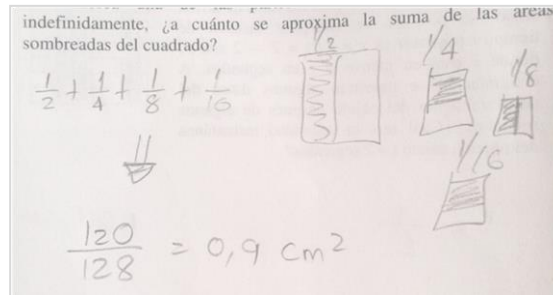 indefinidamente, ¿a cuánto se aproxima la suma de las áreas
sombreadas del cuadrado?
1/2 1/4 1/8
1/2 + 1/4 + 1/8 + 1/16
1/16
120/128 = 0,9 cm²